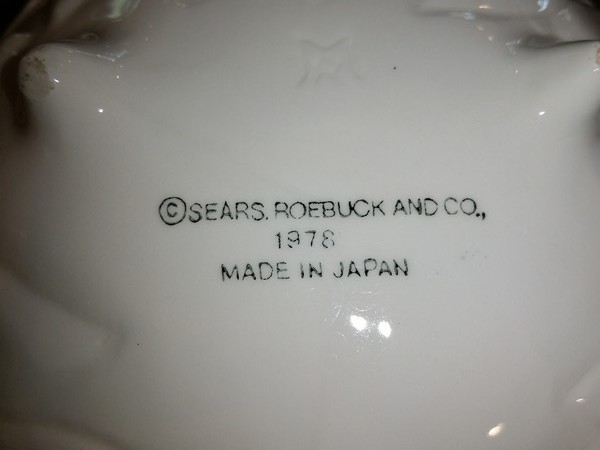 ©SEARS, ROEBUCK AND CO.,
1978
MADE IN JAPAN